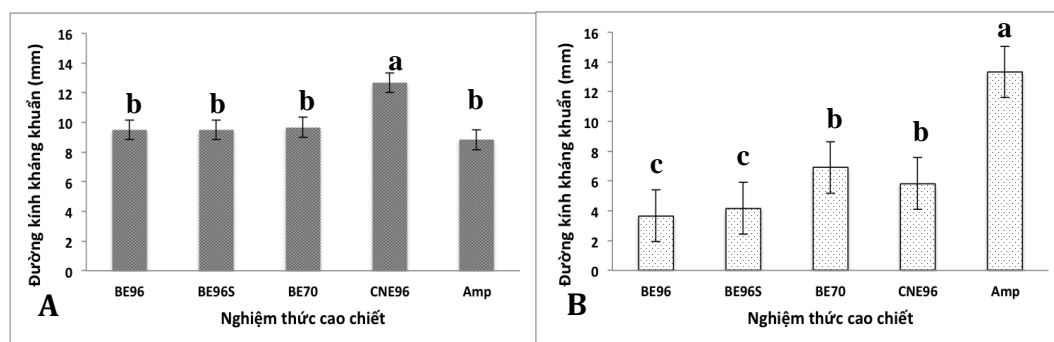 Đường kính kháng khuẩn (mm)
16
14
12
10
8
6
4
2
0
b
b
b
a
b
BE96
BE96S
BE70
CNE96
Amp
A
Nghiệm thức cao chiết
Đường kính kháng khuẩn (mm)
16
14
12
10
8
6
4
2
0
c
c
b
b
a
BE96
BE96S
BE70
CNE96
Amp
B
Nghiệm thức cao chiết